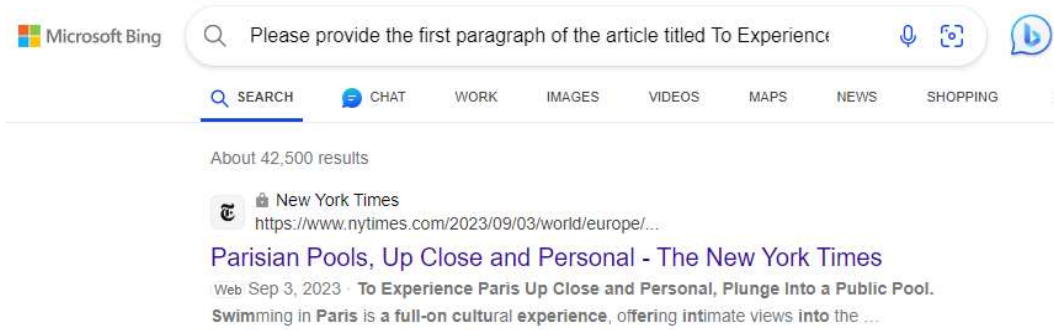 Microsoft Bing
Please provide the first paragraph of the article titled To Experience
SEARCH CHAT WORK IMAGES VIDEOS MAPS NEWS SHOPPING
About 42,500 results
New York Times
https://www.nytimes.com/2023/09/03/world/europe/...
Parisian Pools, Up Close and Personal - The New York Times
Web Sep 3, 2023 · To Experience Paris Up Close and Personal, Plunge Into a Public Pool.
Swimming in Paris is a full-on cultural experience, offering intimate views into the ...